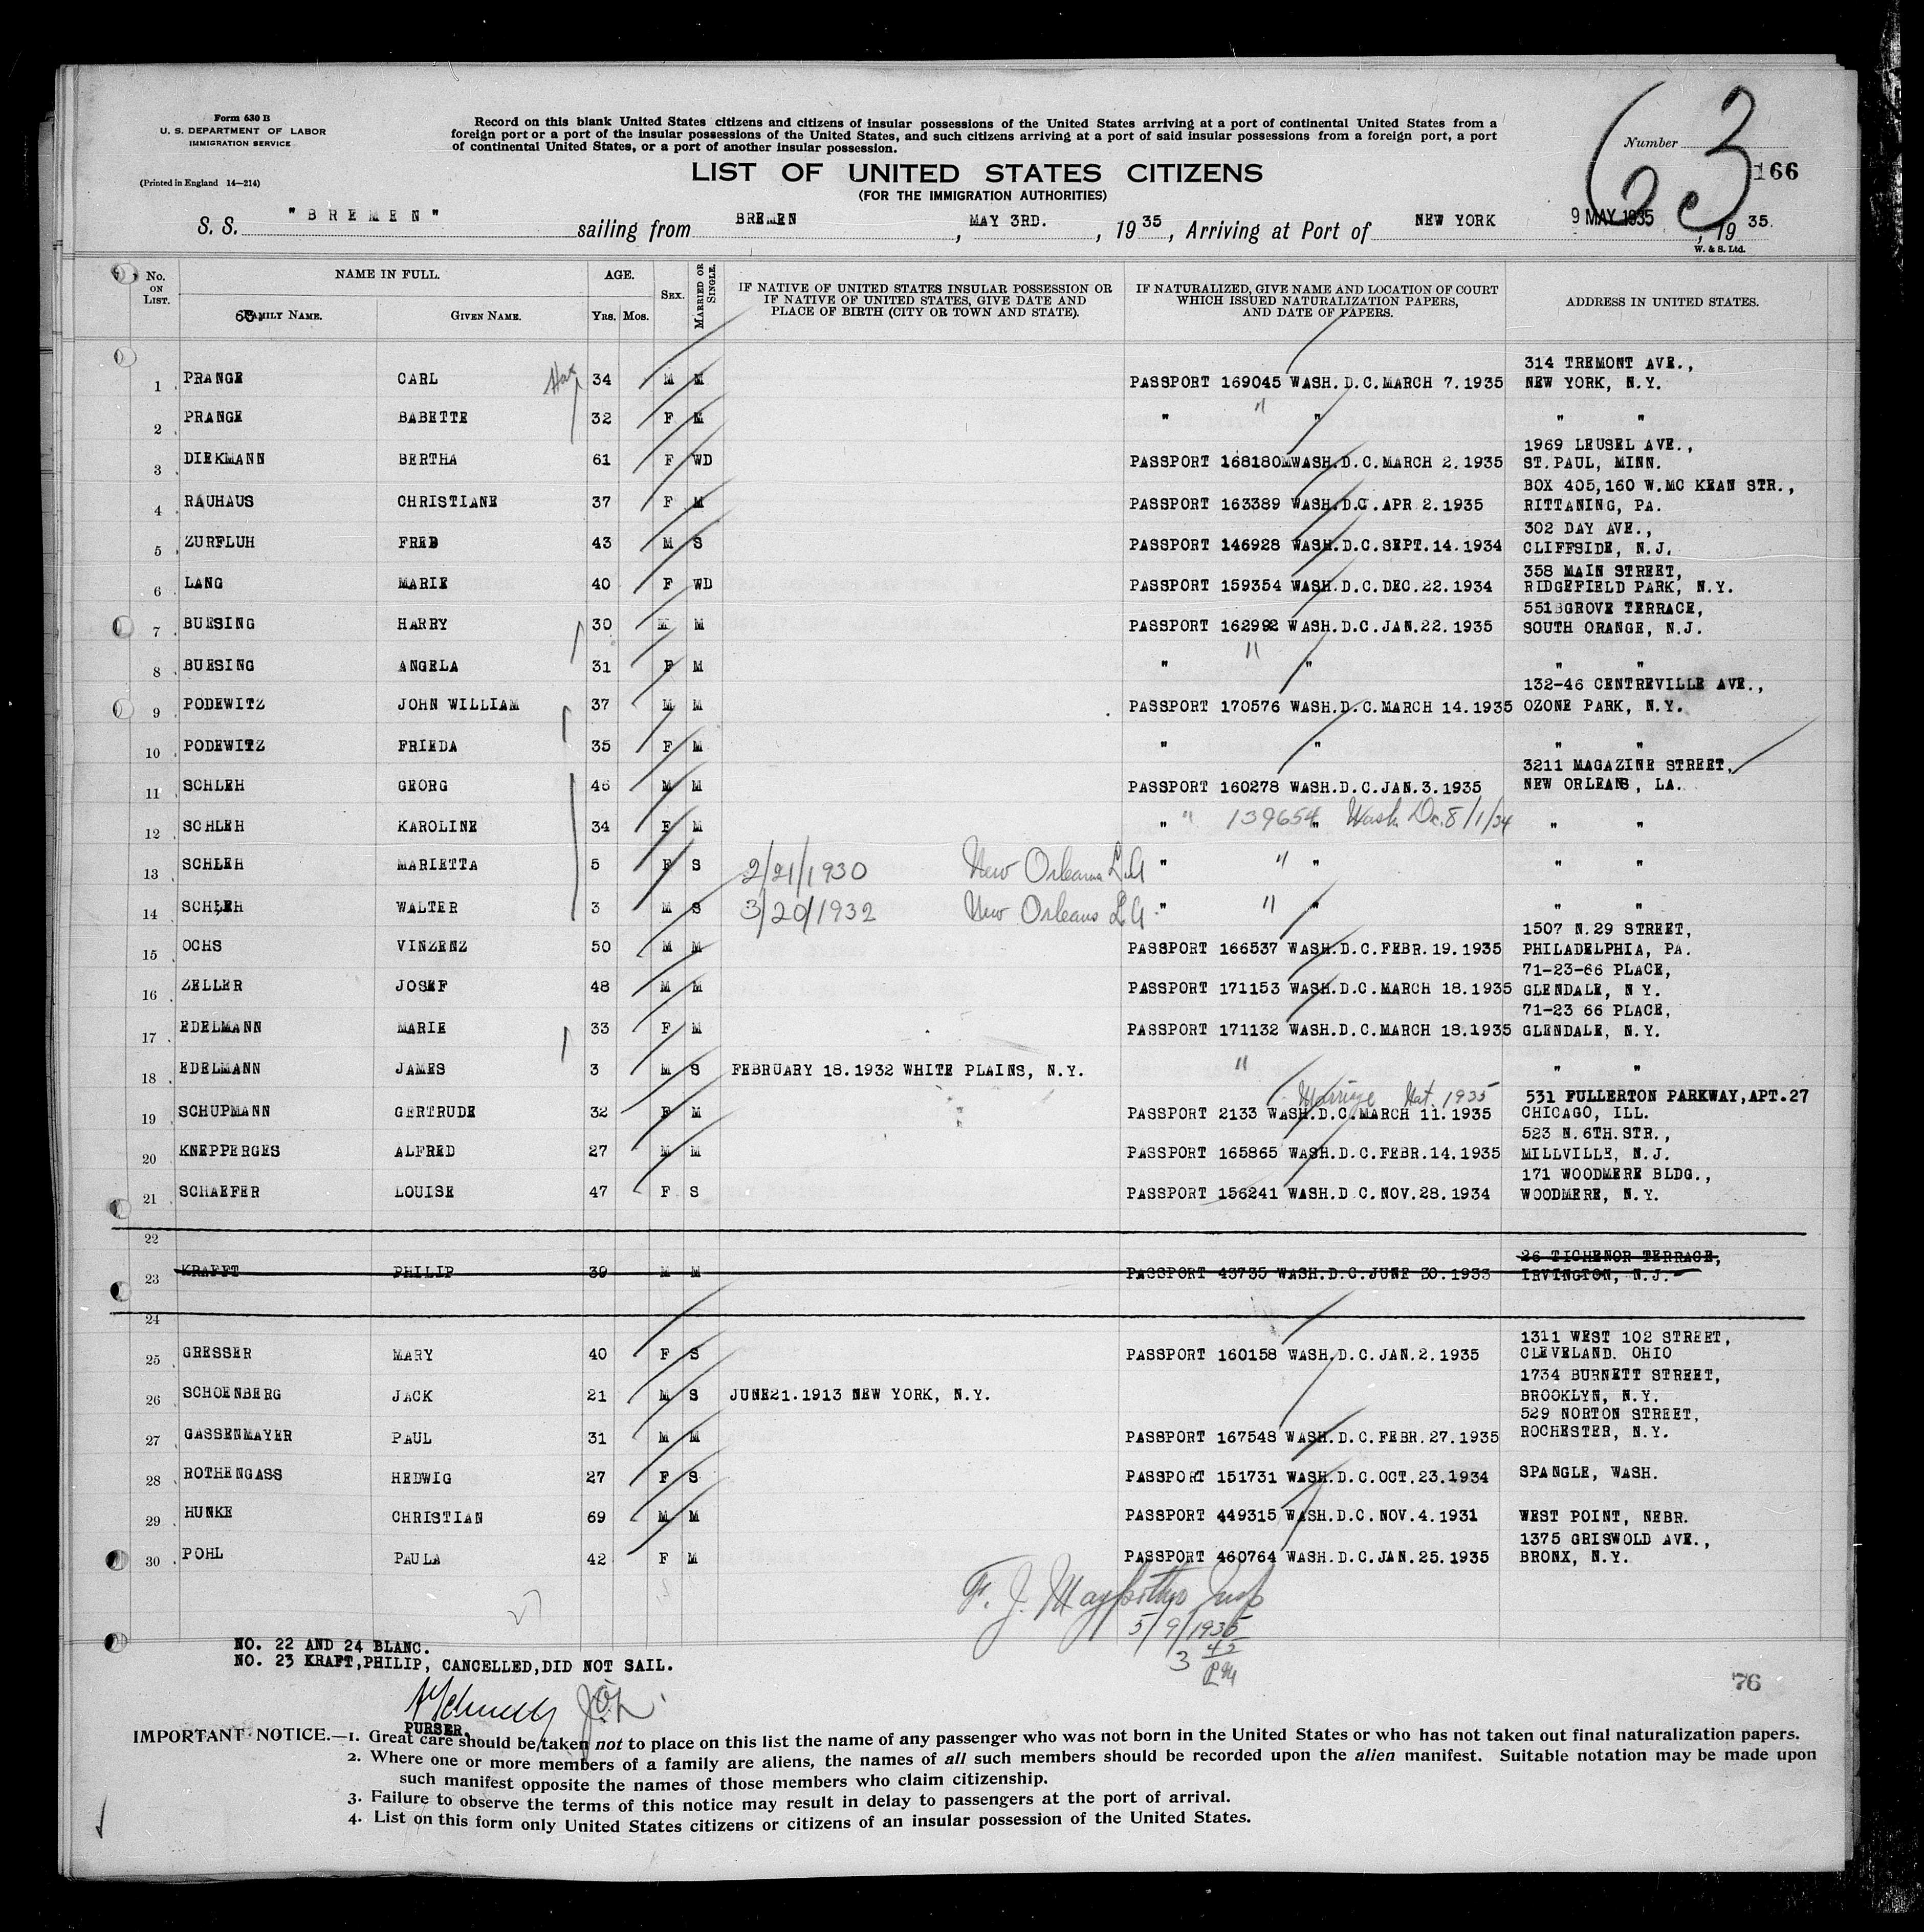 Form 630 B
U. S. DEPARTMENT OF LABOR
IMMIGRATION SERVICE
(Printed in England 14—214)
Record on this blank United States citizens and citizens of insular possessions of the United States arriving at a port of continental United States from a
foreign port or a port of the insular possessions of the United States, and such citizens arriving at a port of said insular possessions from a foreign port, a port
of continental United States, or a port of another insular possession.
Number 63
166
LIST OF UNITED STATES CITIZENS
(FOR THE IMMIGRATION AUTHORITIES)
S. S. "BREMEN" sailing from BREMEN, MAY 3RD., 1935, Arriving at Port of NEW YORK 9 MAY 1935, 1935.
W. & S. Ltd.
No. ON LIST. NAME IN FULL. AGE. SEX. MARRIED OR SINGLE. IF NATIVE OF UNITED STATES INSULAR POSSESSION OR IF NATIVE OF UNITED STATES, GIVE DATE AND PLACE OF BIRTH (CITY OR TOWN AND STATE). IF NATURALIZED, GIVE NAME AND LOCATION OF COURT WHICH ISSUED NATURALIZATION PAPERS, AND DATE OF PAPERS. ADDRESS IN UNITED STATES.
63 FAMILY NAME. GIVEN NAME. YRS. MOS.
314 TREMONT AVE.,
1 PRANGE CARL 34 M M PASSPORT 169045 WASH. D.C. MARCH 7. 1935 NEW YORK, N.Y.
2 PRANGE BABETTE 32 F M " " " " "
1969 LEUSEL AVE.,
3 DIEKMANN BERTHA 61 F WD PASSPORT 168180MWASH.D.C.MARCH 2.1935 ST.PAUL, MINN.
BOX 405,160 W.MC KEAN STR.,
4 RAUHAUS CHRISTIANE 37 F M PASSPORT 163389 WASH.D.C.APR 2.1935 RITTANING, PA.
302 DAY AVE.,
5 ZURFLUH FRED 43 M S PASSPORT 146928 WASH.D.C.SEPT.14.1934 CLIFFSIDE, N.J.
358 MAIN STREET,
6 LANG MARIE 40 F WD PASSPORT 159354 WASH.D.C.DEC.22.1934 RIDGEFIELD PARK, N.Y.
551BGROVE TERRACE,
7 BUESING HARRY 30 M M PASSPORT 162992 WASH.D.C.JAN.22.1935 SOUTH ORANGE, N.J.
8 BUESING ANGELA 31 F M " " " " "
132-46 CENTREVILLE AVE.,
9 PODEWITZ JOHN WILLIAM 37 M M PASSPORT 170576 WASH.D.C.MARCH 14.1935 OZONE PARK, N.Y.
10 PODEWITZ FRIEDA 35 F M " " " "
3211 MAGAZINE STREET,
11 SCHLEH GEORG 46 M M PASSPORT 160278 WASH.D.C.JAN.3.1935 NEW ORLEANS, LA.
12 SCHLEH KAROLINE 34 F M " " 139654 " Wash Dc. 8/1/34 " "
13 SCHLEH MARIETTA 5 F S 2/21/1930 New Orleans LA " " " " "
14 SCHLEH WALTER 3 M S 3/20/1932 New Orleans LA. " " " " "
1507 N.29 STREET,
15 OCHS VINZENZ 50 M M PASSPORT 166537 WASH.D.C.FEBR.19.1935 PHILADELPHIA, PA.
71-23-66 PLACE,
16 ZELLER JOSEF 48 M M PASSPORT 171153 WASH.D.C.MARCH 18.1935 GLENDALE, N Y.
71-23 66 PLACE,
17 EDELMANN MARIE 33 F M PASSPORT 171132 WASH.D.C.MARCH 18.1935 GLENDALE, N.Y.
18 EDELMANN JAMES 3 M S FEBRUARY 18.1932 WHITE PLAINS, N.Y. " " "
Marriage Nat. 1935 531 FULLERTON PARKWAY,APT.27
19 SCHUPMANN GERTRUDE 32 F M PASSPORT 2133 WASH.D.C.MARCH 11.1935 CHICAGO, ILL.
523 N.6TH.STR.,
20 KNEPPERGES ALFRED 27 M M PASSPORT 165865 WASH.D.C.FEBR.14.1935 MILLVILLE, N.J.
171 WOODMERE BLDG.,
21 SCHAEFER LOUISE 47 F S PASSPORT 156241 WASH.D C.NOV.28.1934 WOODMERE, N.Y.
22
26 TICHENOR TERRACE,
23 KRAFFT PHILIP 39 M M PASSPORT 43735 WASH.D.C.JUNE 30.1933 IRVINGTON, N.J.
24
1311 WEST 102 STREET,
25 GRESSER MARY 40 F S PASSPORT 160158 WASH.D.C.JAN.2.1935 CLEVELAND. OHIO
1734 BURNETT STREET,
26 SCHOENBERG JACK 21 M S JUNE21.1913 NEW YORK, N.Y. BROOKLYN, N.Y.
529 NORTON STREET,
27 GASSENMAYER PAUL 31 M M PASSPORT 167548 WASH.D.C.FEBR.27.1935 ROCHESTER, N.Y.
28 ROTHENGASS HEDWIG 27 F S PASSPORT 151731 WASH.D.C.OCT.23.1934 SPANGLE, WASH.
29 HUNKE CHRISTIAN 69 M M PASSPORT 449315 WASH.D.C.NOV.4.1931 WEST POINT, NEBR.
1375 GRISWOLD AVE.,
30 POHL PAULA 42 F M PASSPORT 460764 WASH.D.C.JAN.25.1935 BRONX, N.Y.
27
F. J. Insp
5/9/1935
3 42
PM
NO. 22 AND 24 BLANC.
NO. 23 KRAFT,PHILIP, CANCELLED,DID NOT SAIL.
76
PURSER.
IMPORTANT NOTICE.—1. Great care should be taken not to place on this list the name of any passenger who was not born in the United States or who has not taken out final naturalization papers.
2. Where one or more members of a family are aliens, the names of all such members should be recorded upon the alien manifest. Suitable notation may be made upon
such manifest opposite the names of those members who claim citizenship.
3. Failure to observe the terms of this notice may result in delay to passengers at the port of arrival.
4. List on this form only United States citizens or citizens of an insular possession of the United States.